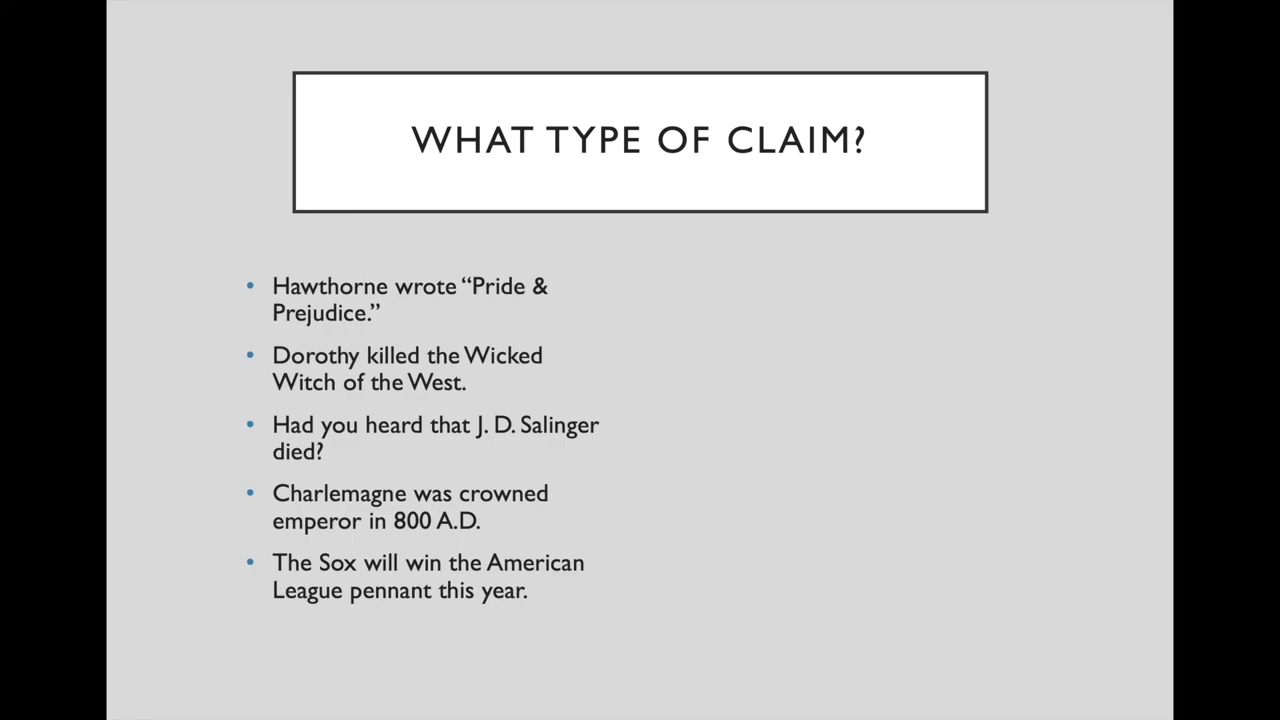 WHAT TYPE OF CLAIM?
• Hawthorne wrote “Pride &
Prejudice.”
• Dorothy killed the Wicked
Witch of the West.
• Had you heard that J. D. Salinger
died?
• Charlemagne was crowned
emperor in 800 A.D.
• The Sox will win the American
League pennant this year.